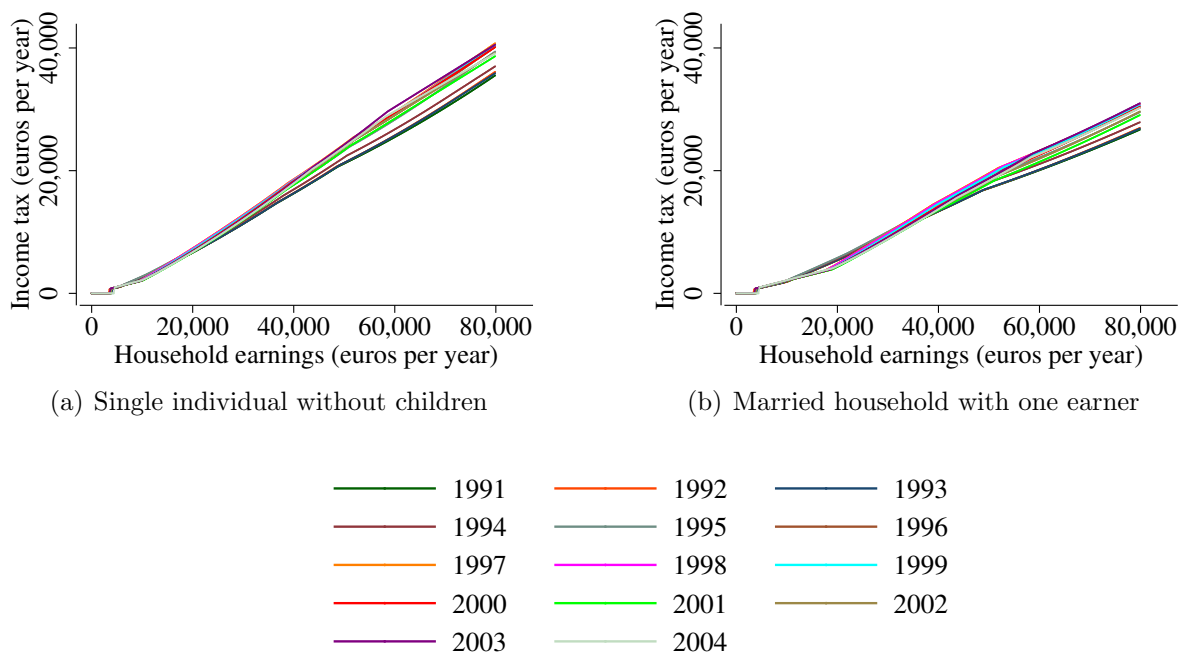 Income tax (euros per year)
40,000
20,000
0
0 20,000 40,000 60,000 80,000
Household earnings (euros per year)
(a) Single individual without children
Income tax (euros per year)
40,000
20,000
0
0 20,000 40,000 60,000 80,000
Household earnings (euros per year)
(b) Married household with one earner
1991 1992 1993
1994 1995 1996
1997 1998 1999
2000 2001 2002
2003 2004